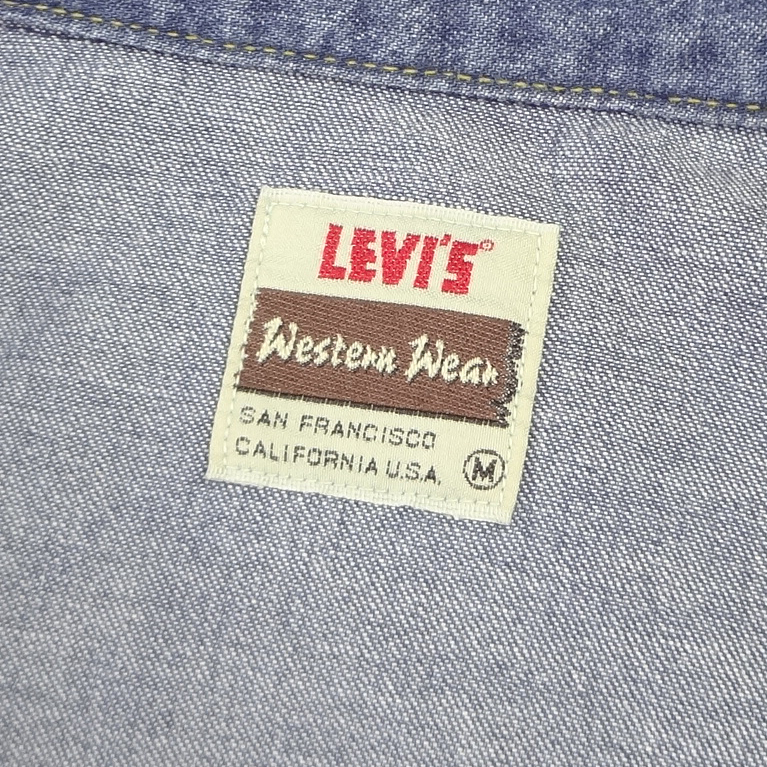 LEVI'S®
Western Wear
SAN FRANCISCO
CALIFORNIA U.S.A. Ⓜ